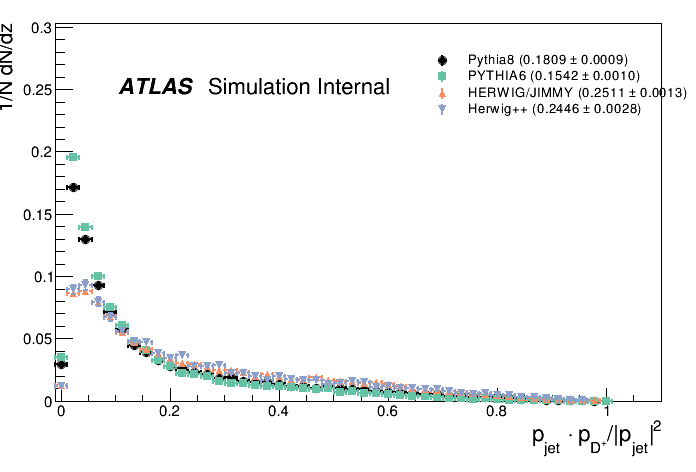 1/N dN/dz
0.3
0.25
0.2
0.15
0.1
0.05
0
ATLAS Simulation Internal
Pythia8 (0.1809 ± 0.0009)
PYTHIA6 (0.1542 ± 0.0010)
HERWIG/JIMMY (0.2511 ± 0.0013)
Herwig++ (0.2446 ± 0.0028)
0 0.2 0.4 0.6 0.8 1
p_jet · p_D⁺/|p_jet|²